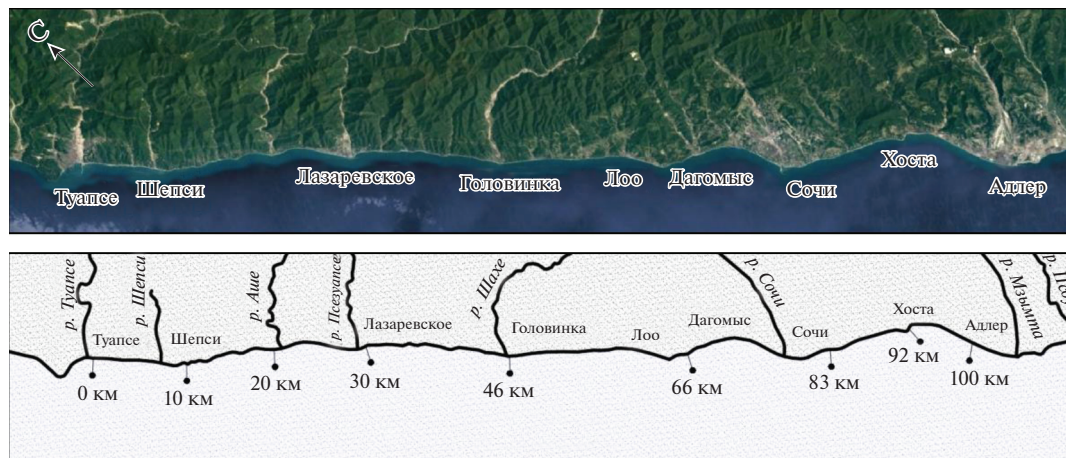 С
Туапсе
Шепси
Лазаревское
Головинка
Лоо
Дагомыс
Сочи
Хоста
Адлер
р. Туапсе
р. Шепси
р. Аше
р. Псезуапсе
р. Шахе
р. Сочи
р. Мзымта
Туапсе
Шепси
Лазаревское
Головинка
Лоо
Дагомыс
Сочи
Хоста
Адлер
0 км
10 км
20 км
30 км
46 км
66 км
83 км
92 км
100 км